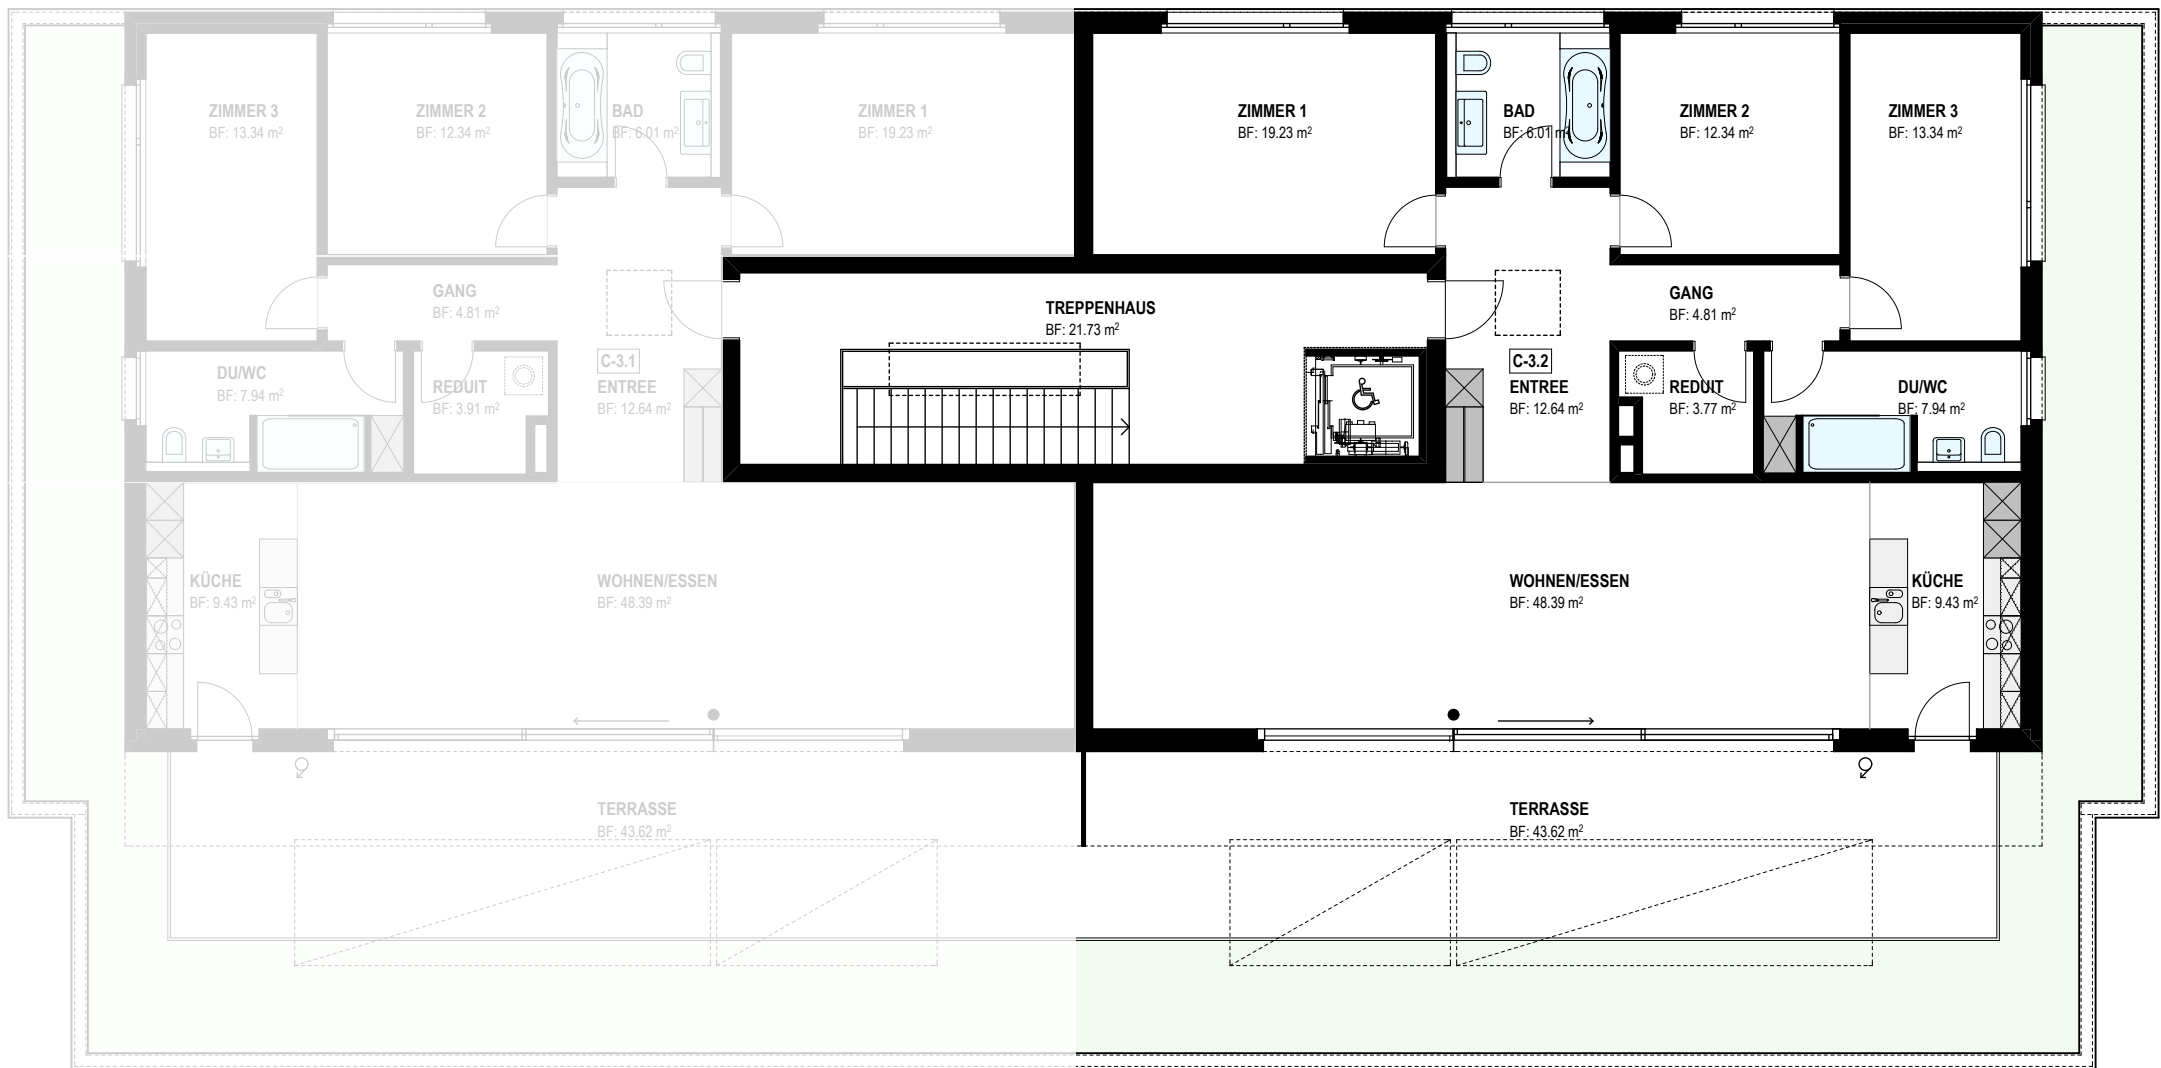 ZIMMER 3
BF: 13.34 m²
ZIMMER 2
BF: 12.34 m²
BAD
BF: 6.01 m²
ZIMMER 1
BF: 19.23 m²
ZIMMER 1
BF: 19.23 m²
BAD
BF: 6.01 m²
ZIMMER 2
BF: 12.34 m²
ZIMMER 3
BF: 13.34 m²
GANG
BF: 4.81 m²
TREPPENHAUS
BF: 21.73 m²
GANG
BF: 4.81 m²
DU/WC
BF: 7.94 m²
REDUIT
BF: 3.91 m²
C-3.1
ENTREE
BF: 12.64 m²
C-3.2
ENTREE
BF: 12.64 m²
REDUIT
BF: 3.77 m²
DU/WC
BF: 7.94 m²
KÜCHE
BF: 9.43 m²
WOHNEN/ESSEN
BF: 48.39 m²
WOHNEN/ESSEN
BF: 48.39 m²
KÜCHE
BF: 9.43 m²
TERRASSE
BF: 43.62 m²
TERRASSE
BF: 43.62 m²